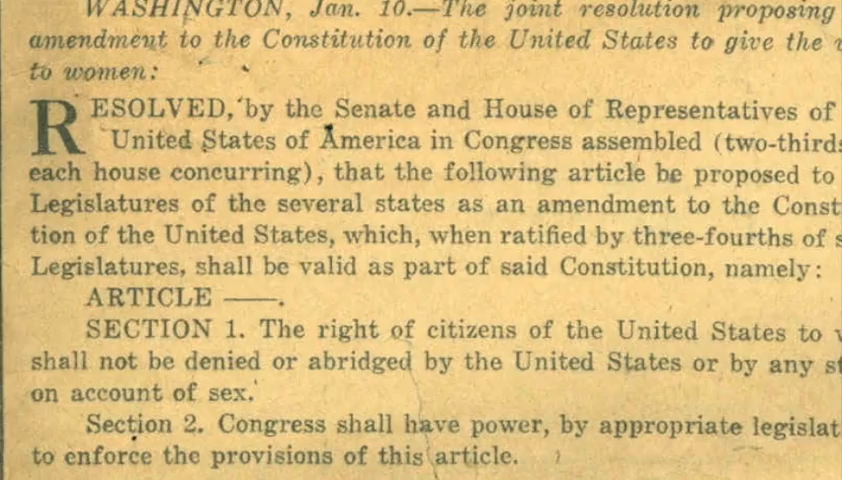 WASHINGTON, Jan. 10.—The joint resolution proposing
amendment to the Constitution of the United States to give the
to women:
RESOLVED, by the Senate and House of Representatives of
United States of America in Congress assembled (two-thirds
each house concurring), that the following article be proposed to
Legislatures of the several states as an amendment to the Const
tion of the United States, which, when ratified by three-fourths of s
Legislatures, shall be valid as part of said Constitution, namely:
ARTICLE ——.
SECTION 1. The right of citizens of the United States to v
shall not be denied or abridged by the United States or by any st
on account of sex.
Section 2. Congress shall have power, by appropriate legislat
to enforce the provisions of this article.